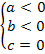 a < 0
b < 0
c = 0